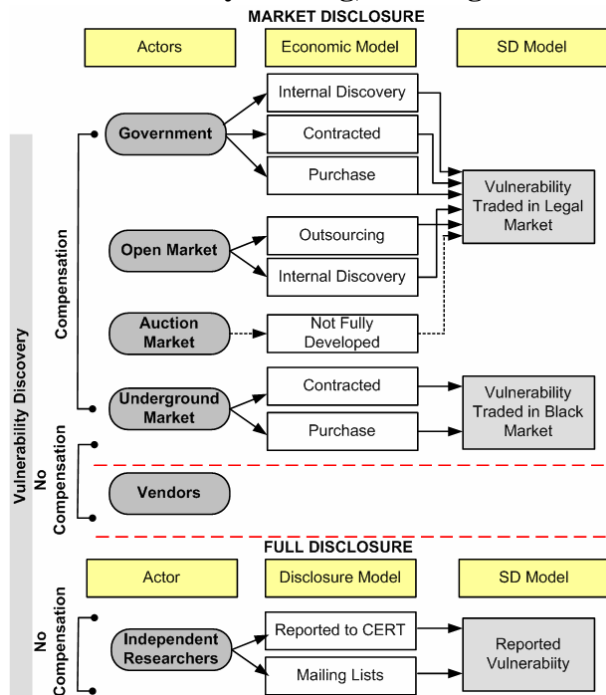 MARKET DISCLOSURE
Actors
Economic Model
SD Model
Government
Internal Discovery
Contracted
Purchase
Vulnerability
Traded in Legal
Market
Open Market
Outsourcing
Internal Discovery
Auction
Market
Not Fully
Developed
Underground
Market
Contracted
Purchase
Vulnerability
Traded in Black
Market
Vendors
Compensation
No
Compensation
Vulnerability Discovery
FULL DISCLOSURE
Actor
Disclosure Model
SD Model
No
Compensation
Independent
Researchers
Reported to CERT
Mailing Lists
Reported
Vulnerability